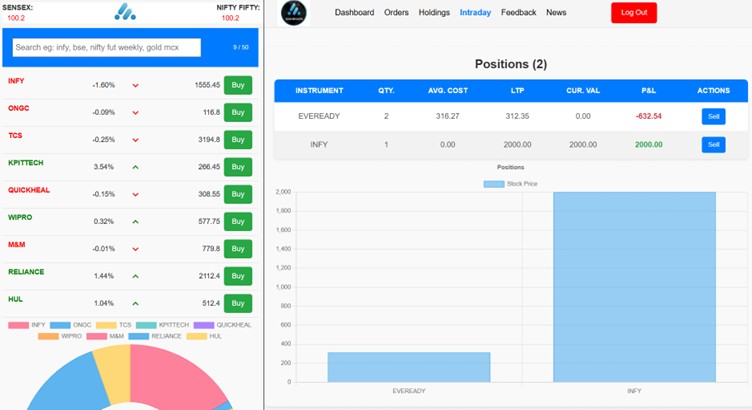 SENSEX: NIFTY FIFTY:
100.2 100.2
Search eg: infy, bse, nifty fut weekly, gold mcx 9 / 50
INFY -1.60% 1555.45 Buy
ONGC -0.09% 116.8 Buy
TCS -0.25% 3194.8 Buy
KPITTECH 3.54% 266.45 Buy
QUICKHEAL -0.15% 308.55 Buy
WIPRO 0.32% 577.75 Buy
M&M -0.01% 779.8 Buy
RELIANCE 1.44% 2112.4 Buy
HUL 1.04% 512.4 Buy
INFY ONGC TCS KPITTECH QUICKHEAL
WIPRO M&M RELIANCE HUL
Dashboard Orders Holdings Intraday Feedback News Log Out
Positions (2)
INSTRUMENT QTY. AVG. COST LTP CUR. VAL P&L ACTIONS
EVEREADY 2 316.27 312.35 0.00 -632.54 Sell
INFY 1 0.00 2000.00 2000.00 2000.00 Sell
Positions
Stock Price
2,000
1,800
1,600
1,400
1,200
1,000
800
600
400
200
0
EVEREADY INFY